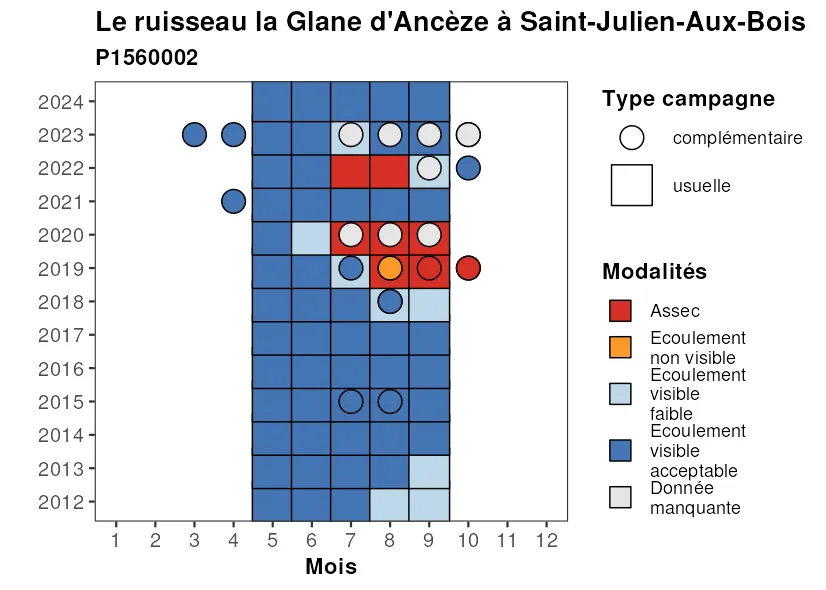 Le ruisseau la Glane d'Ancèze à Saint-Julien-Aux-Bois
P1560002
2024
2023
2022
2021
2020
2019
2018
2017
2016
2015
2014
2013
2012
1 2 3 4 5 6 7 8 9 10 11 12
Mois
Type campagne
complémentaire
usuelle
Modalités
Assec
Ecoulement
non visible
Ecoulement
visible
faible
Ecoulement
visible
acceptable
Donnée
manquante